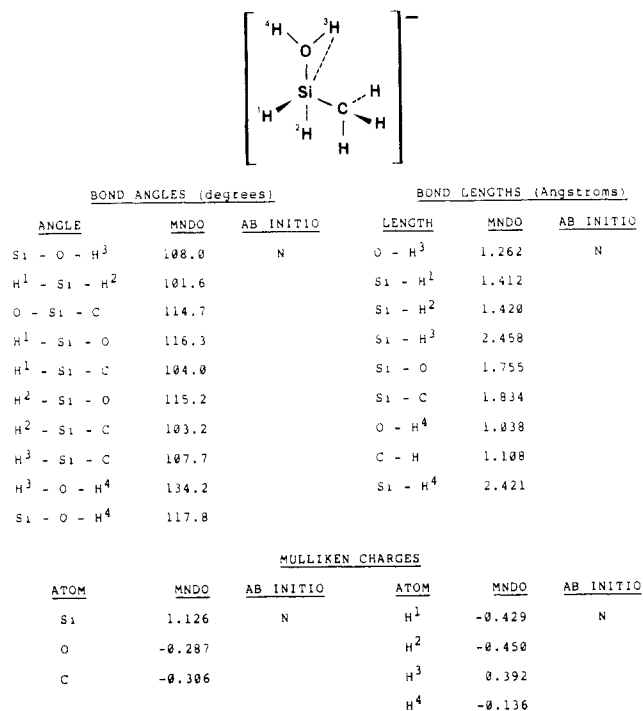 ⁴H ³H
O
Si H
¹H C
²H H
H
BOND ANGLES (degrees)
ANGLE MNDO AB INITIO
Si - O - H³ 108.0 N
H¹ - Si - H² 101.6
O - Si - C 114.7
H¹ - Si - O 116.3
H¹ - Si - C 104.0
H² - Si - O 115.2
H² - Si - C 103.2
H³ - Si - C 107.7
H³ - O - H⁴ 134.2
Si - O - H⁴ 117.8
BOND LENGTHS (Angstroms)
LENGTH MNDO AB INITIO
O - H³ 1.262 N
Si - H¹ 1.412
Si - H² 1.420
Si - H³ 2.458
Si - O 1.755
Si - C 1.834
O - H⁴ 1.038
C - H 1.108
Si - H⁴ 2.421
MULLIKEN CHARGES
ATOM MNDO AB INITIO ATOM MNDO AB INITIO
Si 1.126 N H¹ -0.429 N
O -0.287 H² -0.450
C -0.306 H³ 0.392
H⁴ -0.136